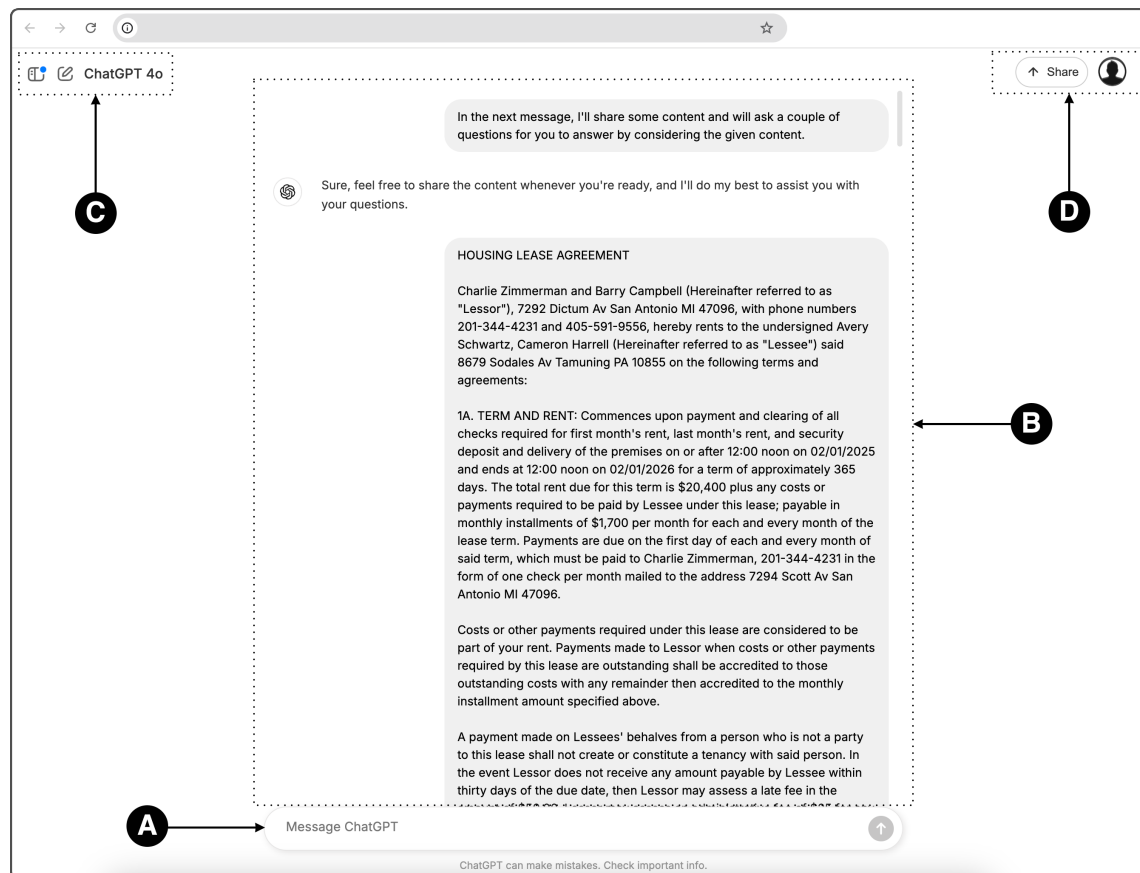 ChatGPT 4o
Share
In the next message, I'll share some content and will ask a couple of
questions for you to answer by considering the given content.
Sure, feel free to share the content whenever you're ready, and I'll do my best to assist you with
your questions.
C
D
HOUSING LEASE AGREEMENT
Charlie Zimmerman and Barry Campbell (Hereinafter referred to as
"Lessor"), 7292 Dictum Av San Antonio MI 47096, with phone numbers
201-344-4231 and 405-591-9556, hereby rents to the undersigned Avery
Schwartz, Cameron Harrell (Hereinafter referred to as "Lessee") said
8679 Sodales Av Tamuning PA 10855 on the following terms and
agreements:
1A. TERM AND RENT: Commences upon payment and clearing of all
checks required for first month's rent, last month's rent, and security
deposit and delivery of the premises on or after 12:00 noon on 02/01/2025
and ends at 12:00 noon on 02/01/2026 for a term of approximately 365
days. The total rent due for this term is $20,400 plus any costs or
payments required to be paid by Lessee under this lease; payable in
monthly installments of $1,700 per month for each and every month of the
lease term. Payments are due on the first day of each and every month of
said term, which must be paid to Charlie Zimmerman, 201-344-4231 in the
form of one check per month mailed to the address 7294 Scott Av San
Antonio MI 47096.
B
Costs or other payments required under this lease are considered to be
part of your rent. Payments made to Lessor when costs or other payments
required by this lease are outstanding shall be accredited to those
outstanding costs with any remainder then accredited to the monthly
installment amount specified above.
A payment made on Lessees' behalves from a person who is not a party
to this lease shall not create or constitute a tenancy with said person. In
the event Lessor does not receive any amount payable by Lessee within
thirty days of the due date, then Lessor may assess a late fee in the
A
Message ChatGPT
ChatGPT can make mistakes. Check important info.